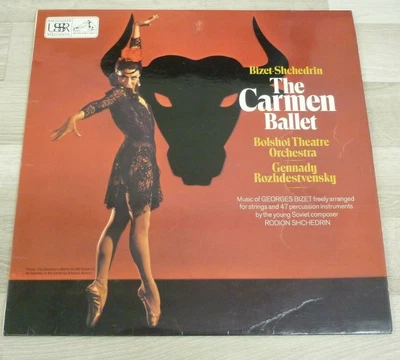 USSR
Bizet-Shchedrin
The
Carmen
Ballet
Bolshoi Theatre
Orchestra
Gennady
Rozhdestvensky
Music of GEORGES BIZET freely arranged
for strings and 47 percussion instruments
by the young Soviet composer
RODION SHCHEDRIN